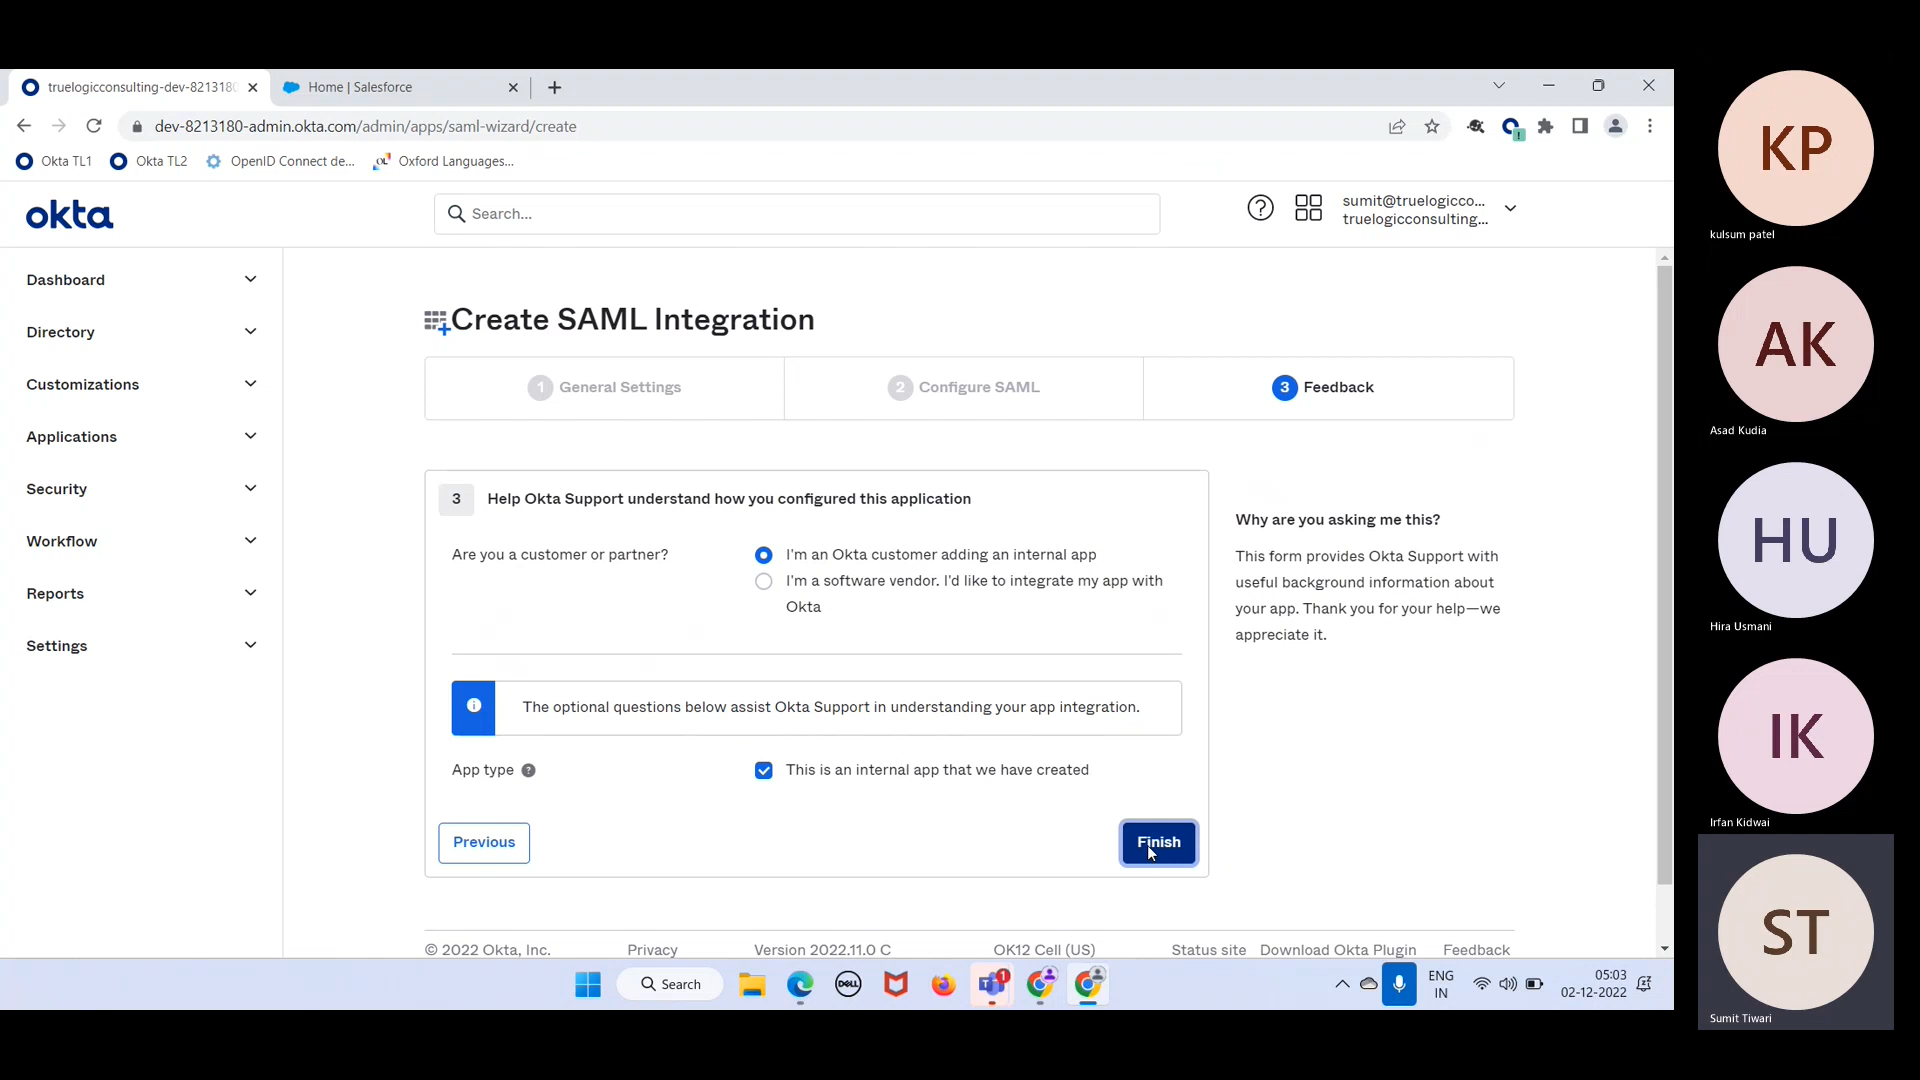 truelogicconsulting-dev-8213180
Home | Salesforce
dev-8213180-admin.okta.com/admin/apps/saml-wizard/create
Okta TL1
Okta TL2
OpenID Connect de...
Oxford Languages...
okta
Search...
sumit@truelogicco...
truelogicconsulting...
Dashboard
Directory
Customizations
Applications
Security
Workflow
Reports
Settings
Create SAML Integration
1 General Settings
2 Configure SAML
3 Feedback
3 Help Okta Support understand how you configured this application
Are you a customer or partner?
I'm an Okta customer adding an internal app
I'm a software vendor. I'd like to integrate my app with
Okta
The optional questions below assist Okta Support in understanding your app integration.
App type
This is an internal app that we have created
Previous
Finish
Why are you asking me this?
This form provides Okta Support with
useful background information about
your app. Thank you for your help—we
appreciate it.
© 2022 Okta, Inc.
Privacy
Version 2022.11.0 C
OK12 Cell (US)
Status site
Download Okta Plugin
Feedback
Search
DELL
1
ENG
IN
05:03
02-12-2022
KP
kulsum patel
AK
Asad Kudia
HU
Hira Usmani
IK
Irfan Kidwai
ST
Sumit Tiwari